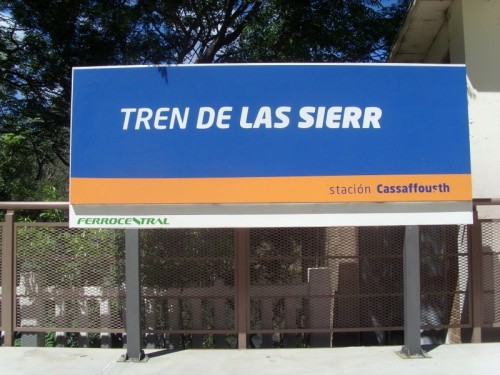 TREN DE LAS SIERR
stación Cassaffousth
FERROCENTRAL